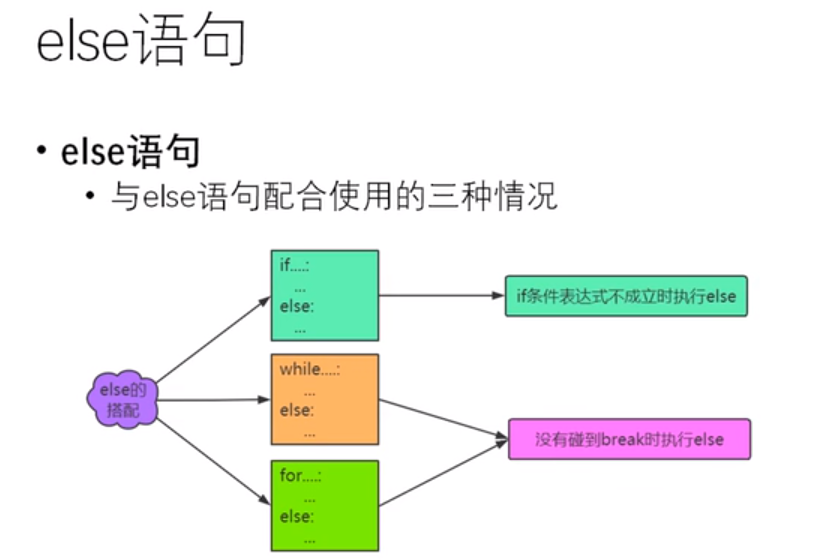 else语句
• else语句
• 与else语句配合使用的三种情况
if....:
...
else:
...
if条件表达式不成立时执行else
else的
搭配
while....:
...
else:
...
没有碰到break时执行else
for....:
...
else:
...